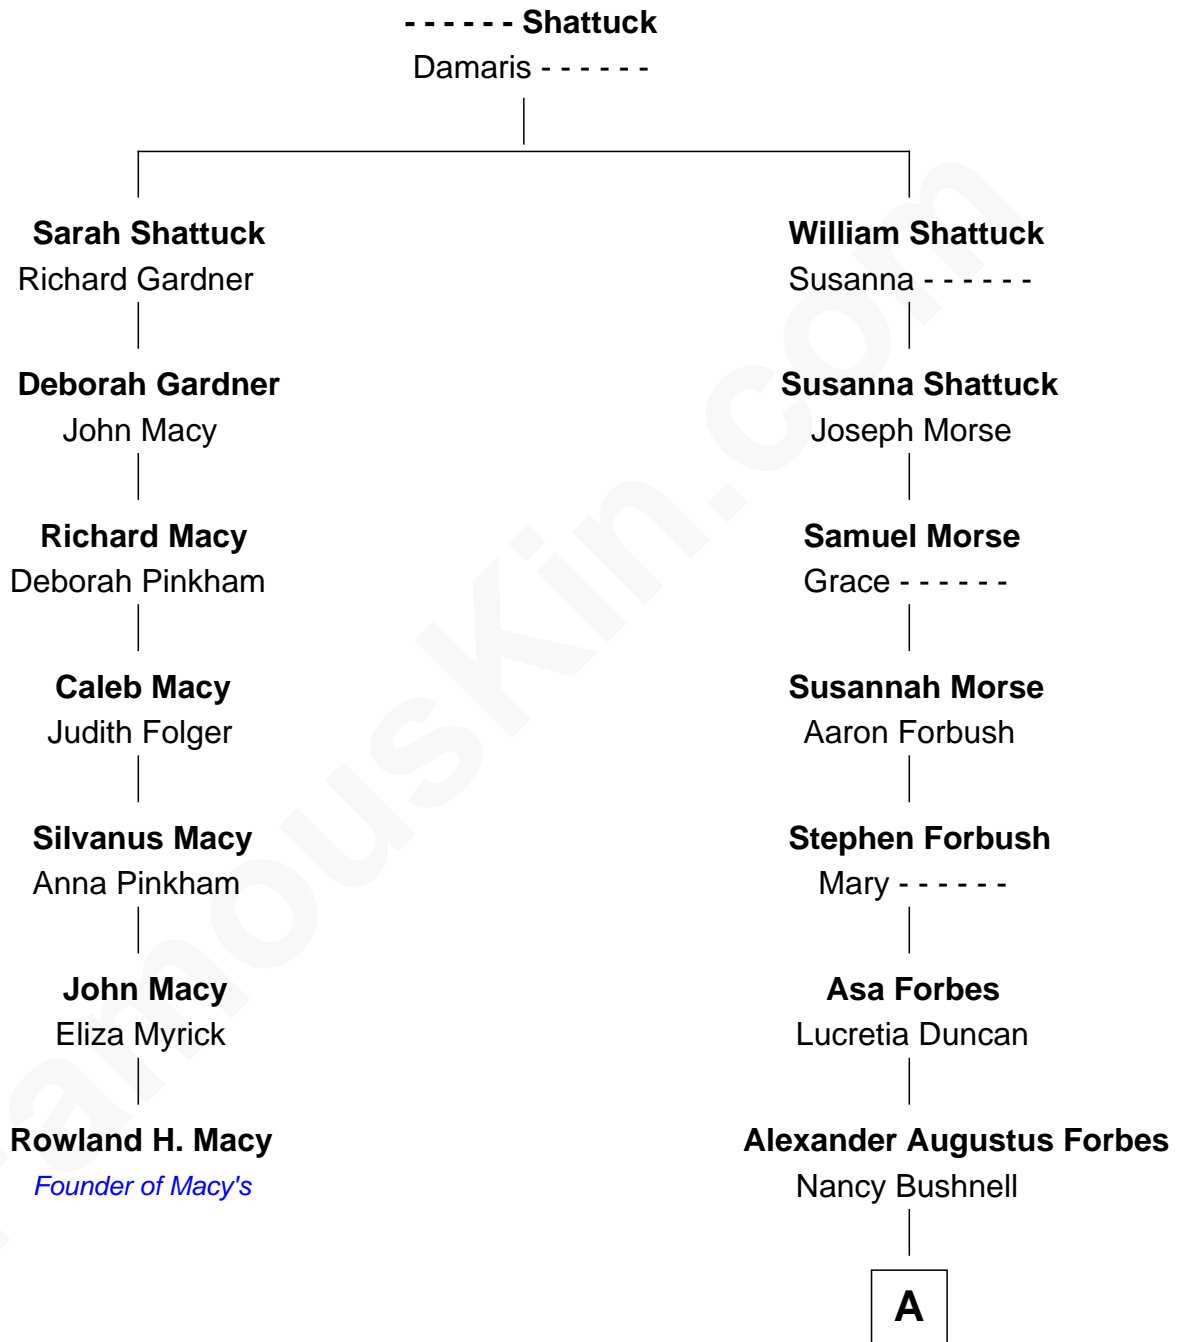 - - - - - - Shattuck
Damaris - - - - - -
Sarah Shattuck
Richard Gardner
William Shattuck
Susanna - - - - - -
Deborah Gardner
John Macy
Susanna Shattuck
Joseph Morse
Richard Macy
Deborah Pinkham
Samuel Morse
Grace - - - - - -
Caleb Macy
Judith Folger
Susannah Morse
Aaron Forbush
Silvanus Macy
Anna Pinkham
Stephen Forbush
Mary - - - - - -
John Macy
Eliza Myrick
Asa Forbes
Lucretia Duncan
Rowland H. Macy
Founder of Macy's
Alexander Augustus Forbes
Nancy Bushnell
A
FamousKin.com